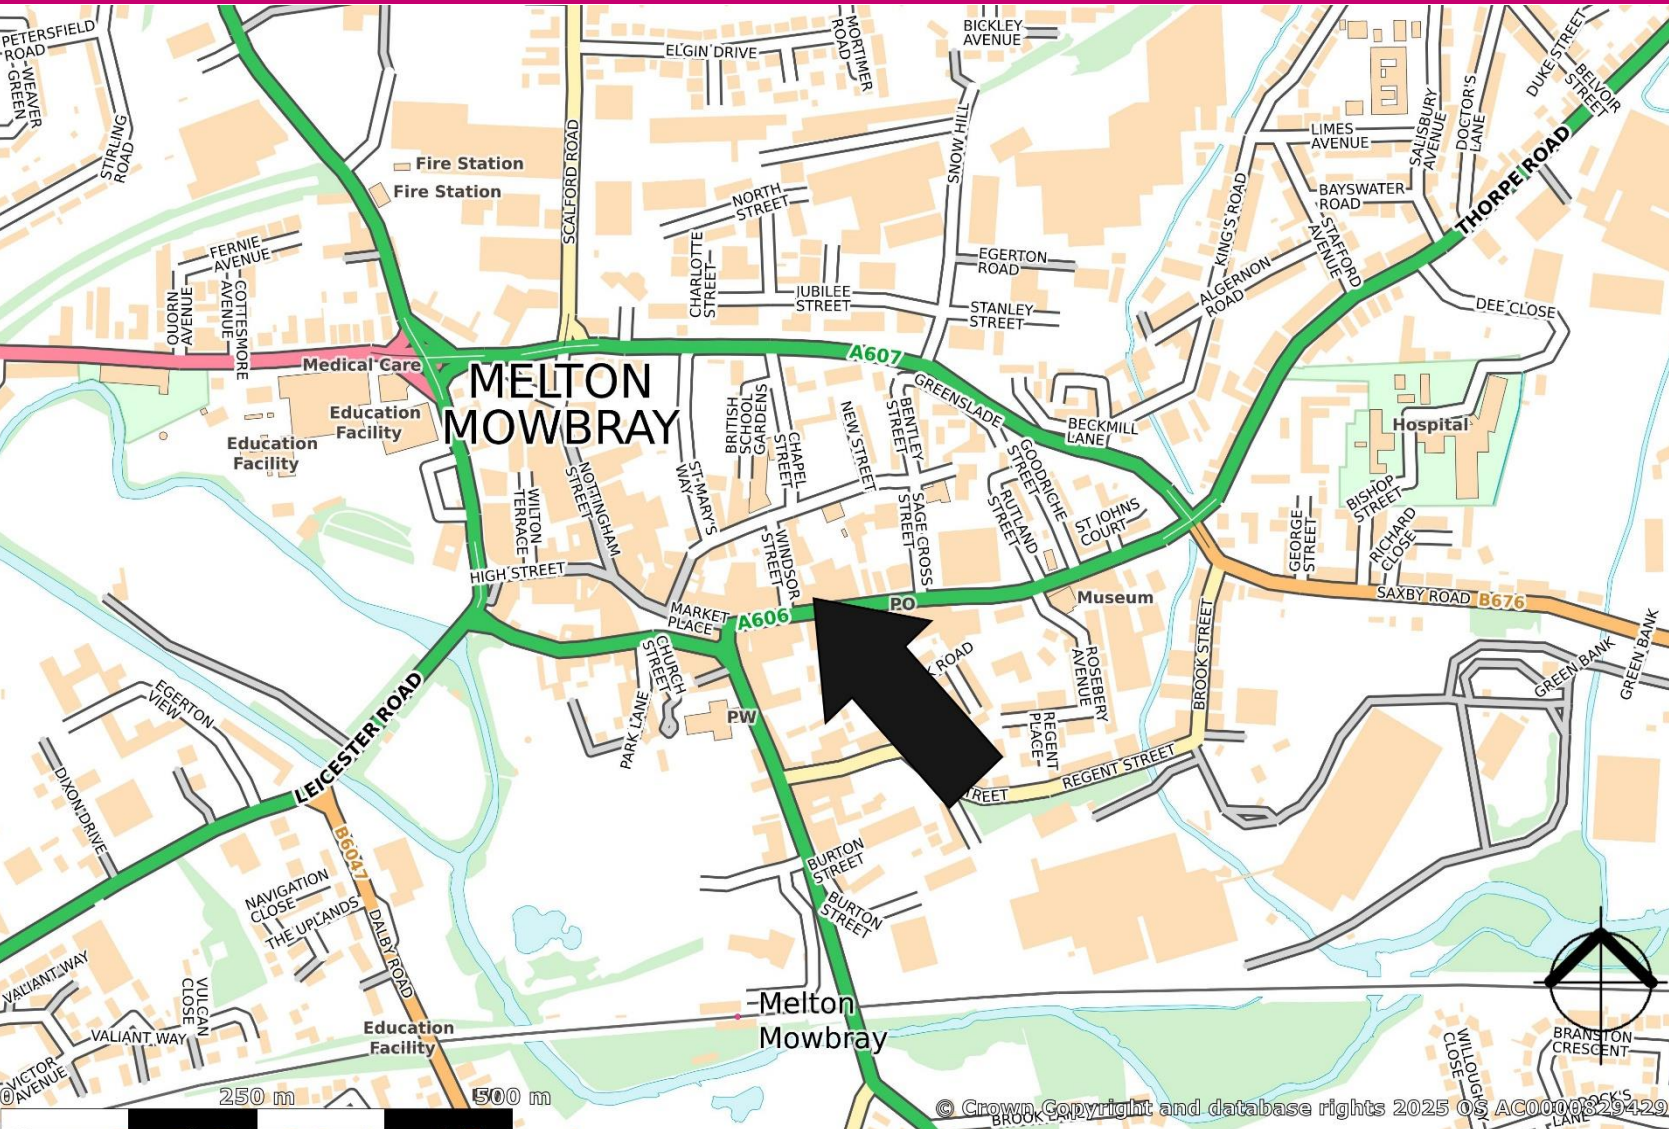 PETERSFIELD
ROAD
WEAVER
GREEN
STIRLING
ROAD
SCALFORD ROAD
ELGIN DRIVE
MORTIMER
ROAD
BICKLEY
AVENUE
DUKE STREET
BELVOIR
STREET
LIMES
AVENUE
SALISBURY
AVENUE
DOCTOR'S
LANE
BAYSWATER
ROAD
THORPE ROAD
STAFFORD
AVENUE
Fire Station
Fire Station
NORTH
STREET
SNOW HILL
KING'S ROAD
FERNIE
AVENUE
QUORN
AVENUE
COTTESMORE
AVENUE
CHARLOTTE
STREET
JUBILEE
STREET
EGERTON
ROAD
STANLEY
STREET
ALGERNON
ROAD
DEE CLOSE
Medical Care
A607
MELTON
MOWBRAY
Education
Facility
Education
Facility
BRITISH
SCHOOL
GARDENS
CHAPEL
STREET
NEW STREET
BENTLEY
STREET
GREENSLADE
BECKMILL
LANE
Hospital
NOTTINGHAM
STREET
ST MARY'S
WAY
WILTON
TERRACE
SAGE CROSS
STREET
GOODRICHE
STREET
RUTLAND
STREET
ST JOHNS
COURT
BISHOP
STREET
RICHARD
CLOSE
GEORGE
STREET
WINDSOR
STREET
HIGH STREET
MARKET
PLACE
A606
PO
Museum
SAXBY ROAD
B676
GREEN BANK
GREEN BANK
CHURCH
STREET
PARK LANE
PW
K ROAD
ROSEBERY
AVENUE
REGENT
PLACE
BROOK STREET
REGENT STREET
TREET
EGERTON
VIEW
LEICESTER ROAD
DIXON DRIVE
B6047
NAVIGATION
CLOSE
THE UPLANDS
DALBY ROAD
BURTON
STREET
BURTON
STREET
VALIANT WAY
VULCAN
CLOSE
VALIANT WAY
VICTOR
AVENUE
Education
Facility
Melton
Mowbray
WILLOUGHBY
CLOSE
BRANSTON
CRESCENT
0
250 m
500 m
LANE
© Crown Copyright and database rights 2025 OS AC0000829429